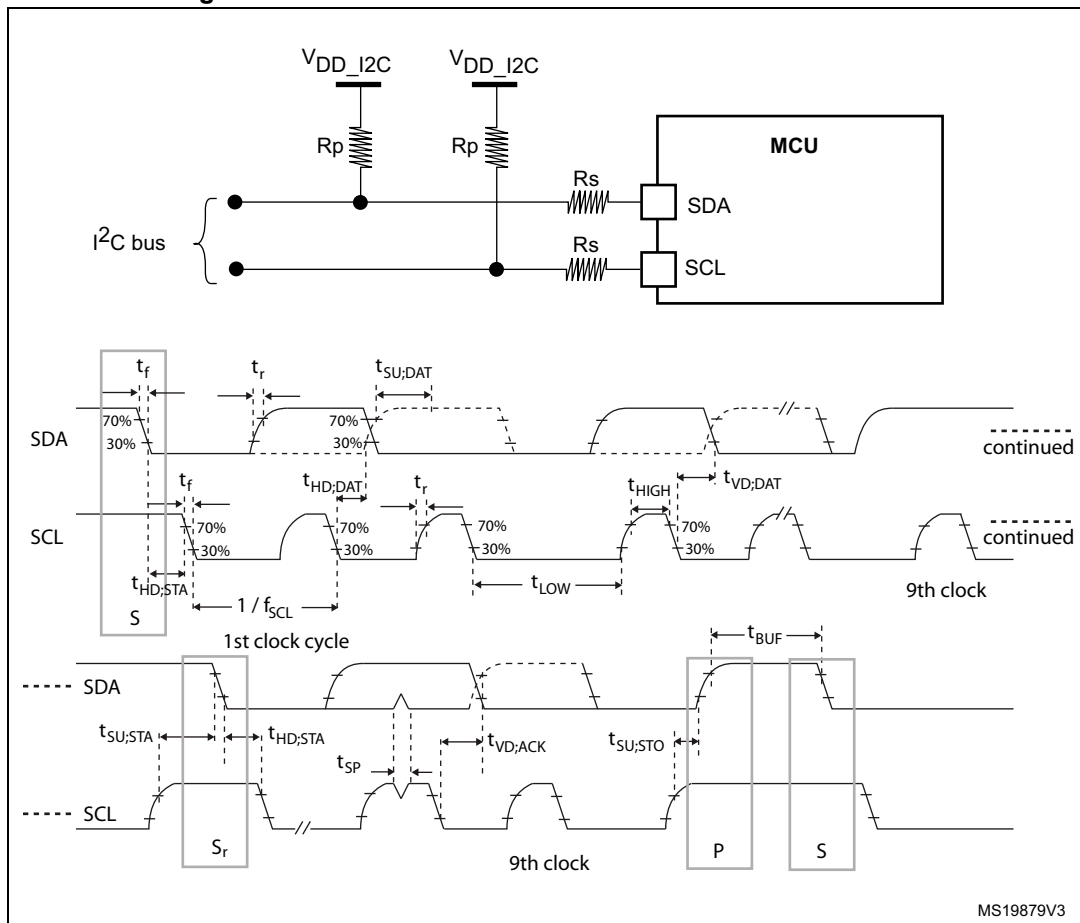 V_DD_I2C V_DD_I2C
Rp Rp
MCU
Rs
SDA
I²C bus
Rs
SCL
t_f t_r t_SU;DAT
70% 70%
30% 30%
SDA
continued
t_f t_HD;DAT t_r t_HIGH t_VD;DAT
70% 70% 70% 70%
30% 30% 30% 30%
SCL
continued
t_HD;STA
t_LOW
1 / f_SCL
9th clock
S
1st clock cycle
t_BUF
SDA
t_SU;STA t_HD;STA t_SP t_VD;ACK t_SU;STO
SCL
S_r
9th clock
P S
MS19879V3